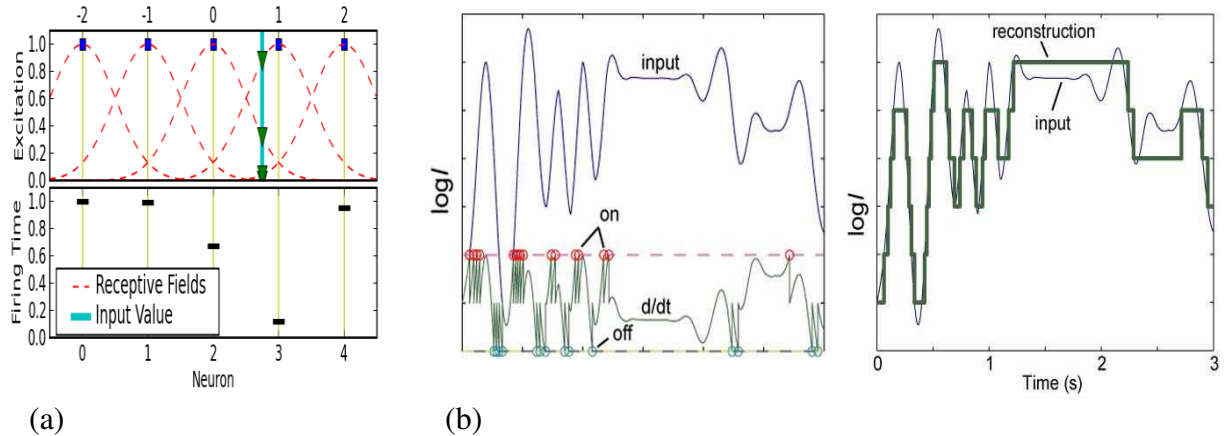 -2 -1 0 1 2
Excitation
1.0
0.8
0.6
0.4
0.2
0.0
Firing Time
1.0
0.8
0.6
0.4
0.2
0.0
Receptive Fields
Input Value
0 1 2 3 4
Neuron
(a)
logI
input
on
d/dt
off
(b)
logI
reconstruction
input
0 1 2 3
Time (s)